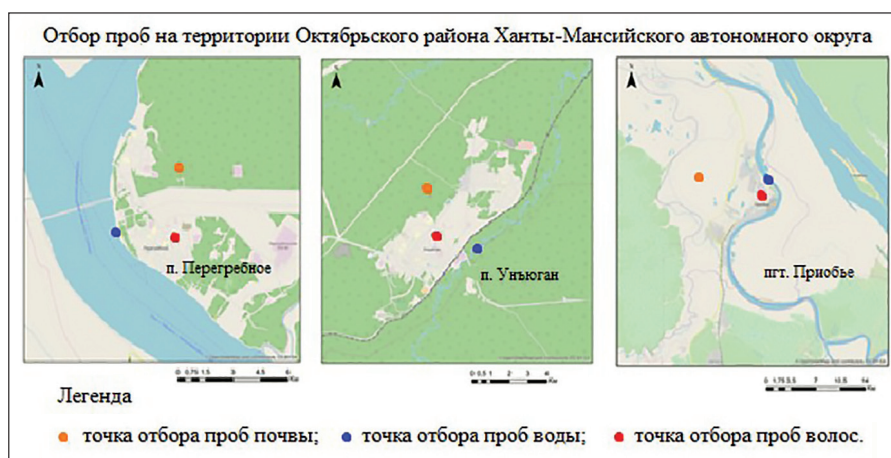 Отбор проб на территории Октябрьского района Ханты-Мансийского автономного округа
п. Перегребное
п. Унъюган
пгт. Приобье
Легенда
точка отбора проб почвы; точка отбора проб воды; точка отбора проб волос.